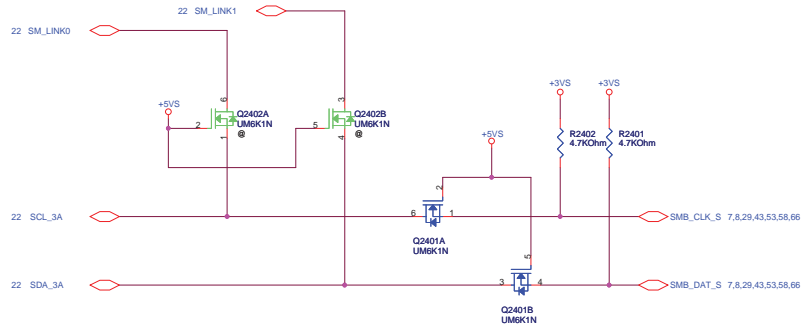 22 SM_LINK1
22 SM_LINK0
+5VS
6
2
1
Q2402A
UM6K1N
@
3
5
4
Q2402B
UM6K1N
@
+3VS
+3VS
R2402
4.7KOhm
R2401
4.7KOhm
+5VS
22 SCL_3A
6
2
1
Q2401A
UM6K1N
SMB_CLK_S 7,8,29,43,53,58,66
22 SDA_3A
3
5
4
Q2401B
UM6K1N
SMB_DAT_S 7,8,29,43,53,58,66